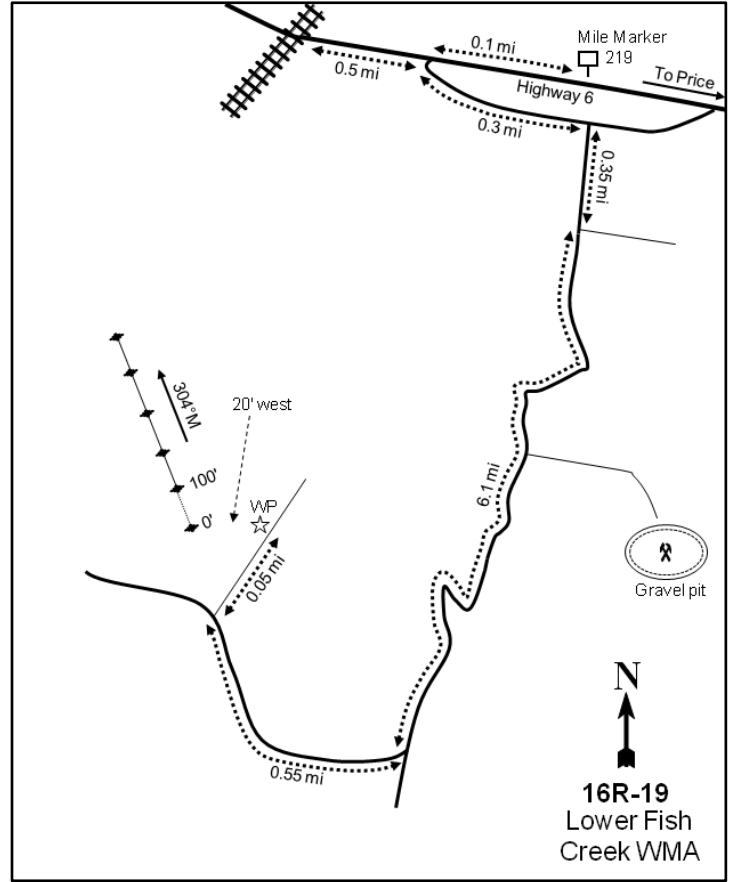 Mile Marker
219
0.1 mi
0.5 mi
To Price
Highway 6
0.3 mi
0.35 mi
304°M
20' west
100'
0'
WP
0.05 mi
6.1 mi
Gravel pit
0.55 mi
N
16R-19
Lower Fish
Creek WMA